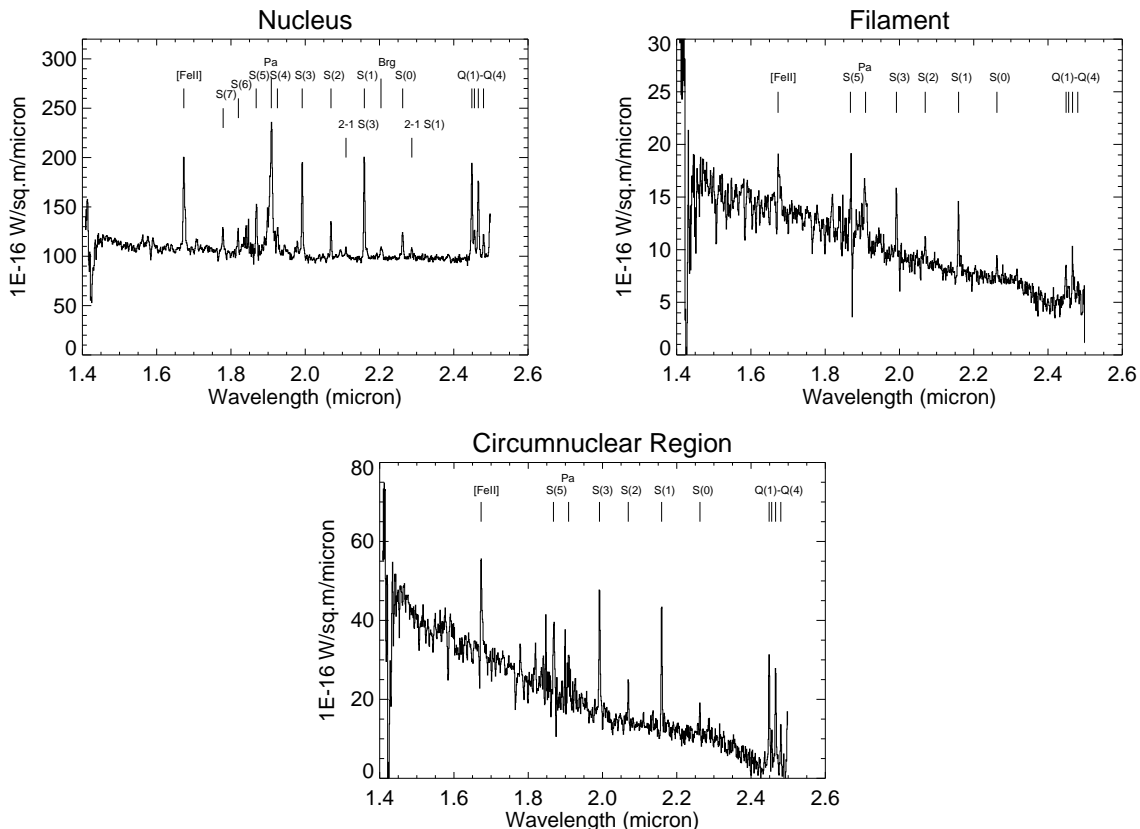 Nucleus
300
250
200
150
100
50
0
1E-16 W/sq.m/micron
[FeII]
S(7)
S(6)
Pa
S(5) S(4) S(3) S(2) S(1)
Brg
S(0)
Q(1)-Q(4)
2-1 S(3)
2-1 S(1)
1.4 1.6 1.8 2.0 2.2 2.4 2.6
Wavelength (micron)
Filament
30
25
20
15
10
5
0
1E-16 W/sq.m/micron
[FeII]
Pa
S(5) S(3) S(2) S(1) S(0) Q(1)-Q(4)
1.4 1.6 1.8 2.0 2.2 2.4 2.6
Wavelength (micron)
Circumnuclear Region
80
60
40
20
0
1E-16 W/sq.m/micron
Pa
[FeII] S(5) S(3) S(2) S(1) S(0) Q(1)-Q(4)
1.4 1.6 1.8 2.0 2.2 2.4 2.6
Wavelength (micron)